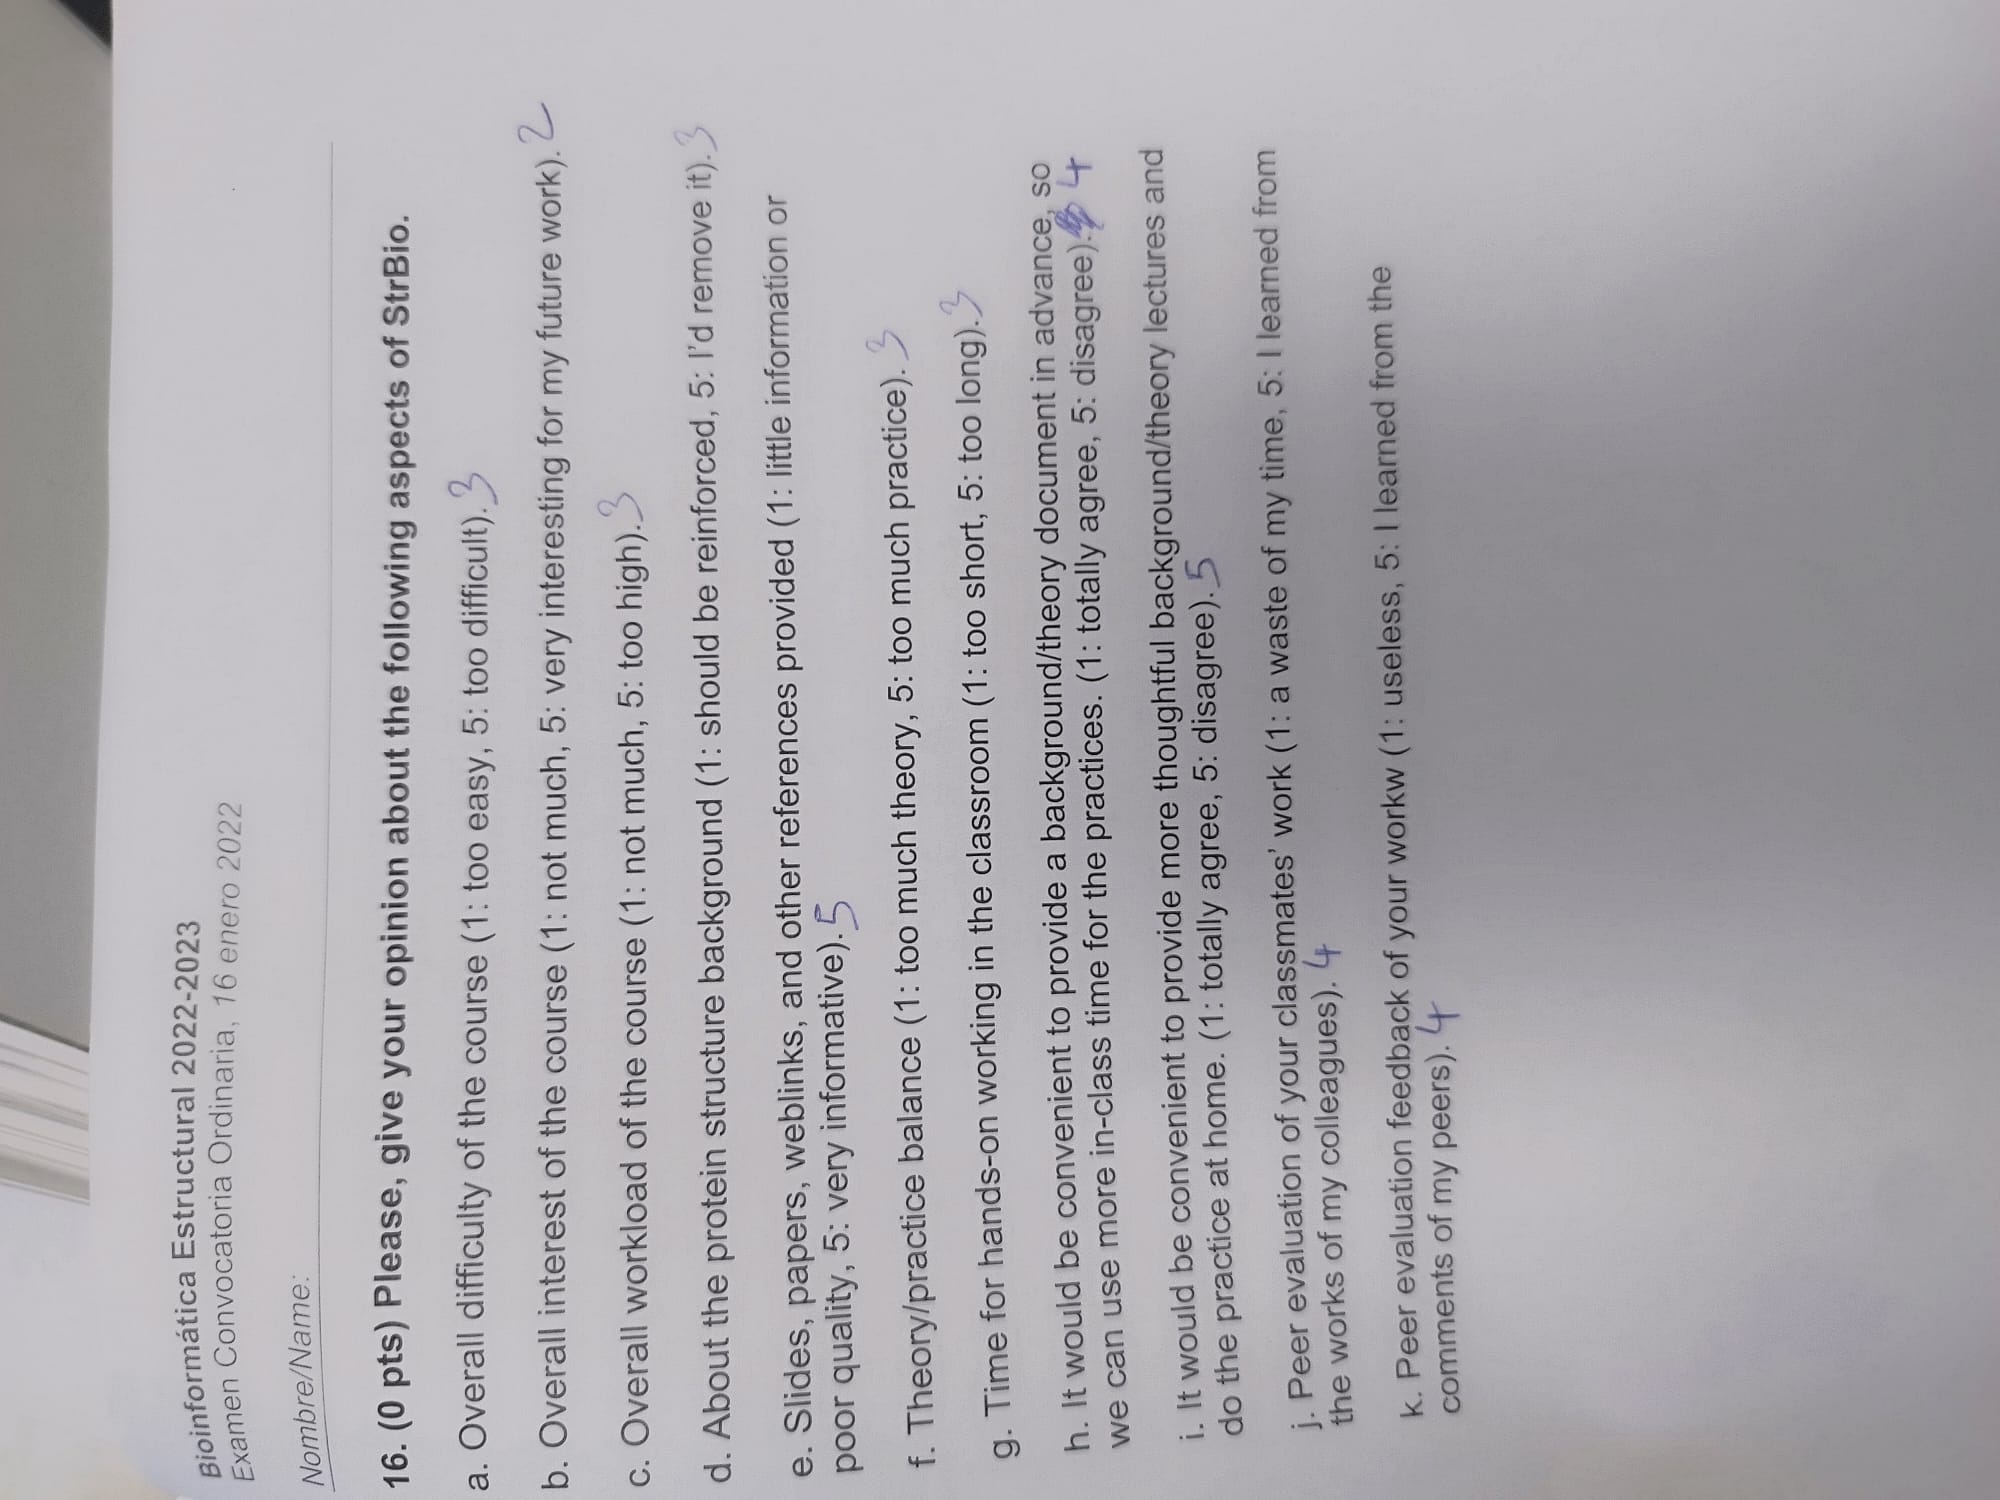 Bioinformática Estructural 2022-2023
Examen Convocatoria Ordinaria, 16 enero 2022
Nombre/Name:
16. (0 pts) Please, give your opinion about the following aspects of StrBio.
a. Overall difficulty of the course (1: too easy, 5: too difficult). 3
b. Overall interest of the course (1: not much, 5: very interesting for my future work). 2
c. Overall workload of the course (1: not much, 5: too high). 3
d. About the protein structure background (1: should be reinforced, 5: I'd remove it). 3
e. Slides, papers, weblinks, and other references provided (1: little information or
poor quality, 5: very informative). 5
f. Theory/practice balance (1: too much theory, 5: too much practice). 3
g. Time for hands-on working in the classroom (1: too short, 5: too long). 3
h. It would be convenient to provide a background/theory document in advance, so
we can use more in-class time for the practices. (1: totally agree, 5: disagree). 4
i. It would be convenient to provide more thoughtful background/theory lectures and
do the practice at home. (1: totally agree, 5: disagree). 5
j. Peer evaluation of your classmates' work (1: a waste of my time, 5: I learned from
the works of my colleagues). 4
k. Peer evaluation feedback of your workw (1: useless, 5: I learned from the
comments of my peers). 4